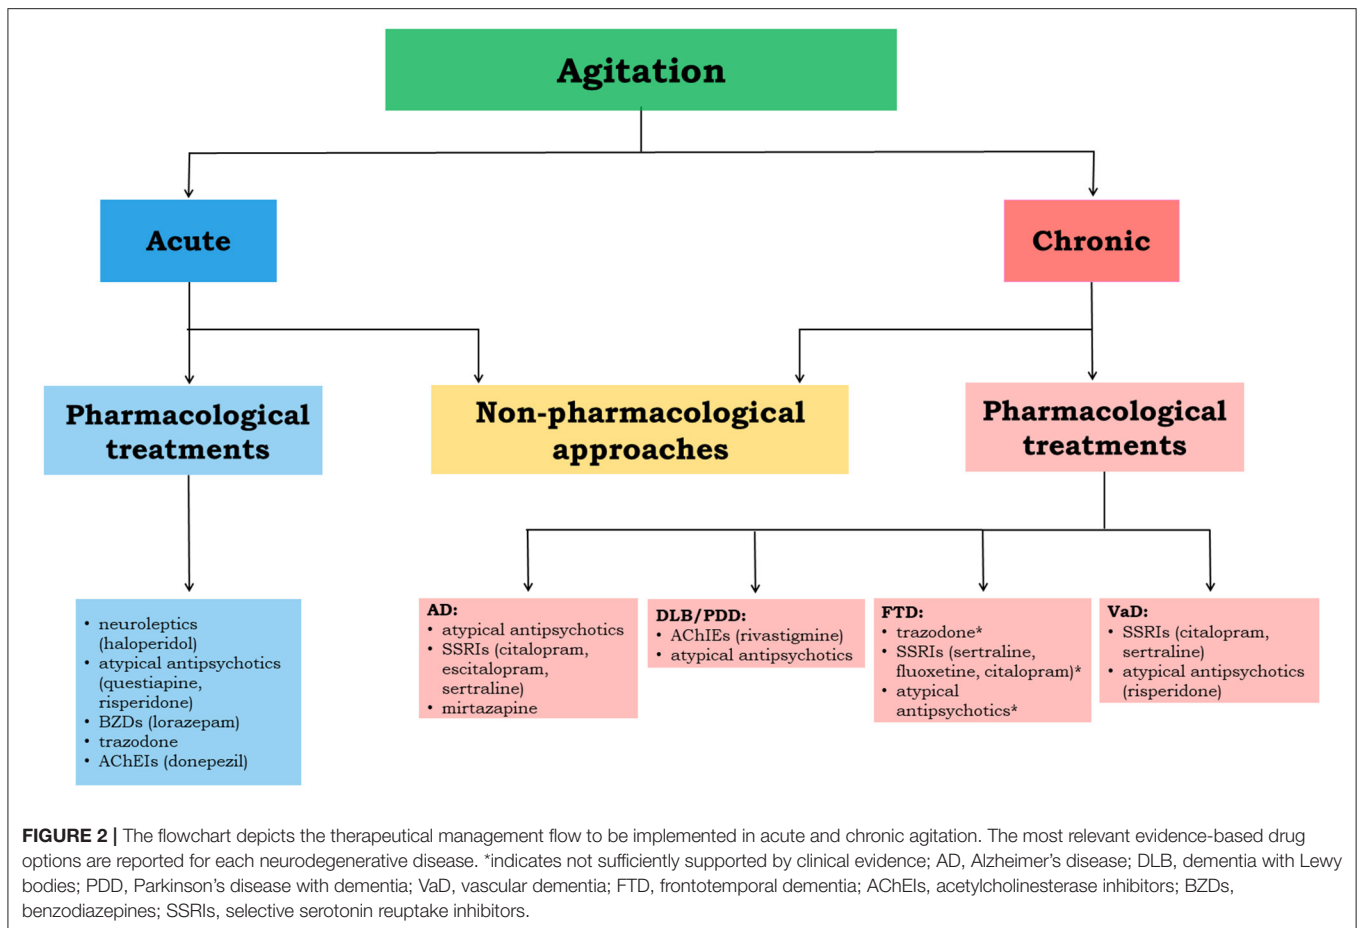 Agitation
Acute
Chronic
Pharmacological
treatments
Non-pharmacological
approaches
Pharmacological
treatments
• neuroleptics
(haloperidol)
• atypical antipsychotics
(questiapine,
risperidone)
• BZDs (lorazepam)
• trazodone
• AChEIs (donepezil)
AD:
• atypical antipsychotics
• SSRIs (citalopram,
escitalopram,
sertraline)
• mirtazapine
DLB/PDD:
• AChIEs (rivastigmine)
• atypical antipsychotics
FTD:
• trazodone*
• SSRIs (sertraline,
fluoxetine, citalopram)*
• atypical
antipsychotics*
VaD:
• SSRIs (citalopram,
sertraline)
• atypical antipsychotics
(risperidone)
FIGURE 2 | The flowchart depicts the therapeutical management flow to be implemented in acute and chronic agitation. The most relevant evidence-based drug
options are reported for each neurodegenerative disease. *indicates not sufficiently supported by clinical evidence; AD, Alzheimer's disease; DLB, dementia with Lewy
bodies; PDD, Parkinson's disease with dementia; VaD, vascular dementia; FTD, frontotemporal dementia; AChEIs, acetylcholinesterase inhibitors; BZDs,
benzodiazepines; SSRIs, selective serotonin reuptake inhibitors.